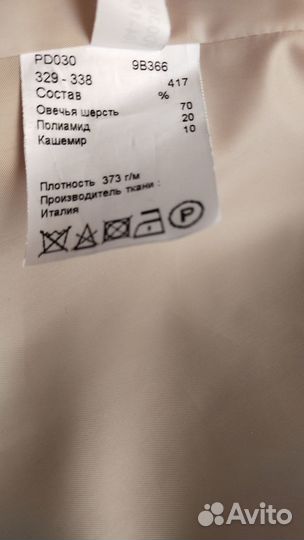 PD030 9B366
329 - 338 417
Состав %
Овечья шерсть 70
Полиамид 20
Кашемир 10
Плотность 373 г/м
Производитель ткани :
Италия
P
Avito